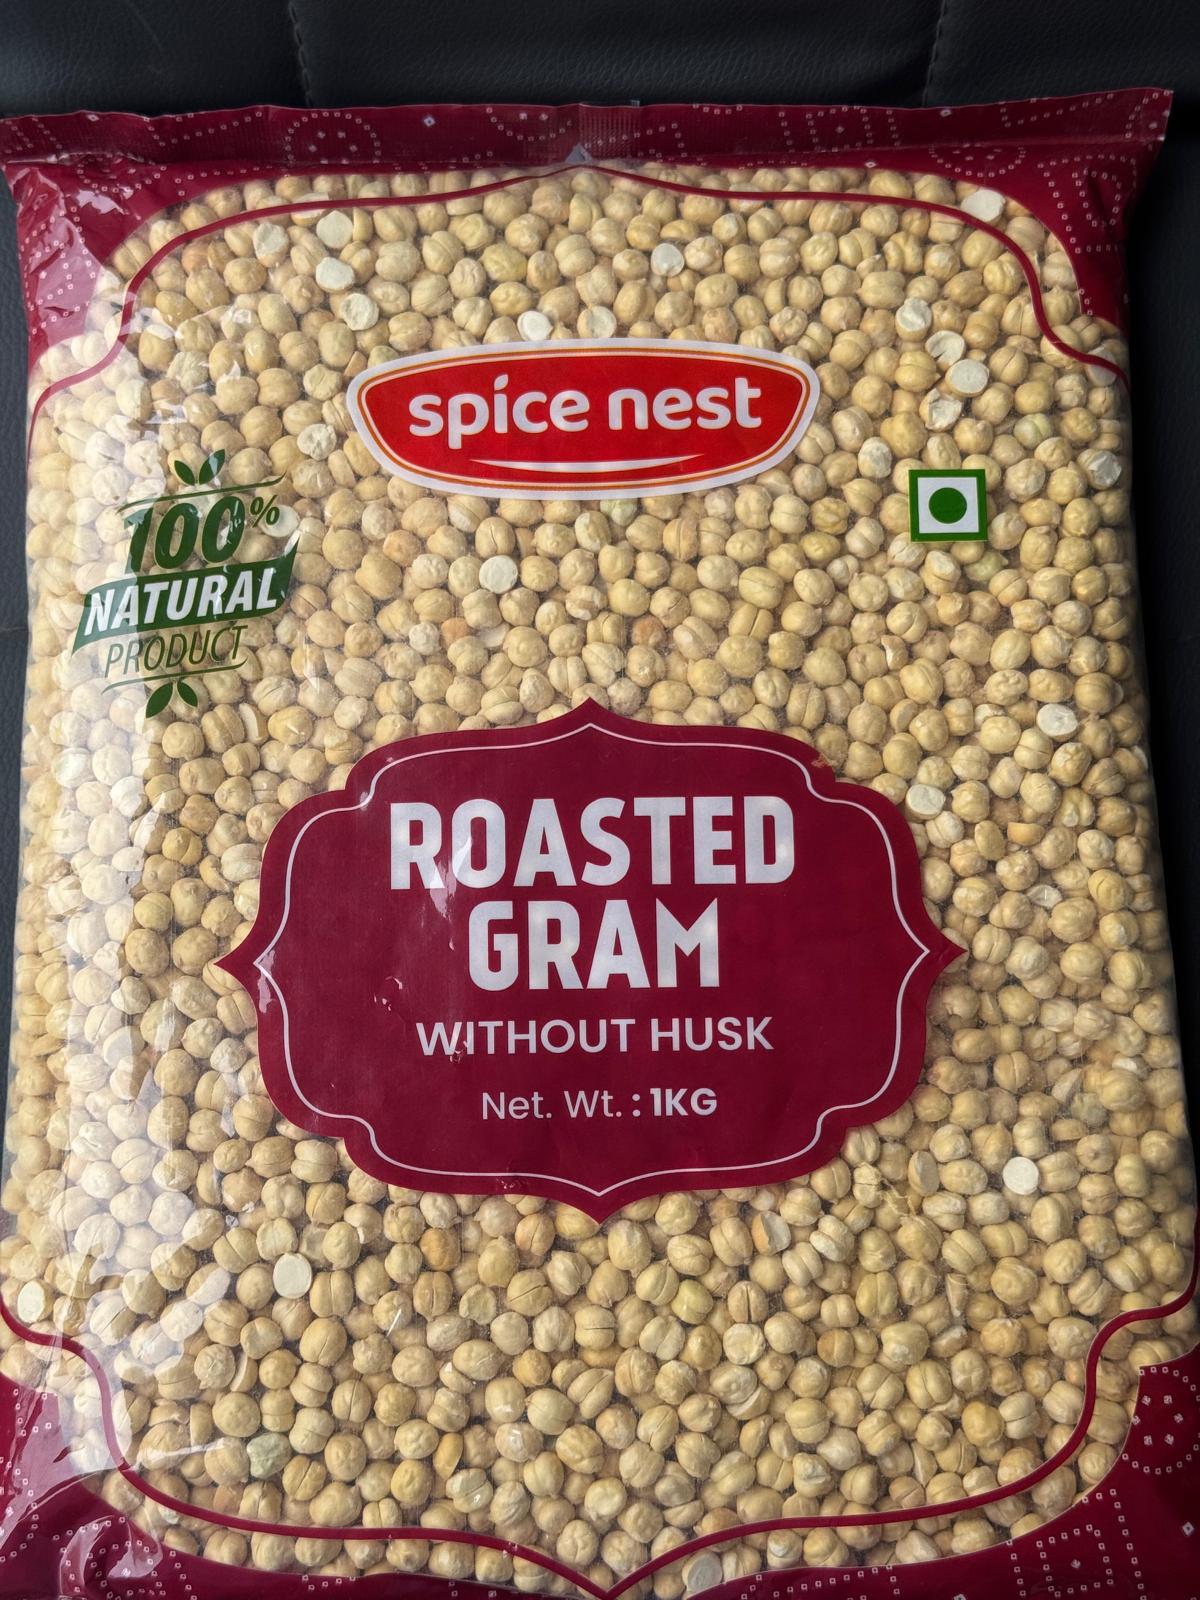 spice nest
100%
NATURAL
PRODUCT
ROASTED
GRAM
WITHOUT HUSK
Net. Wt. : 1KG